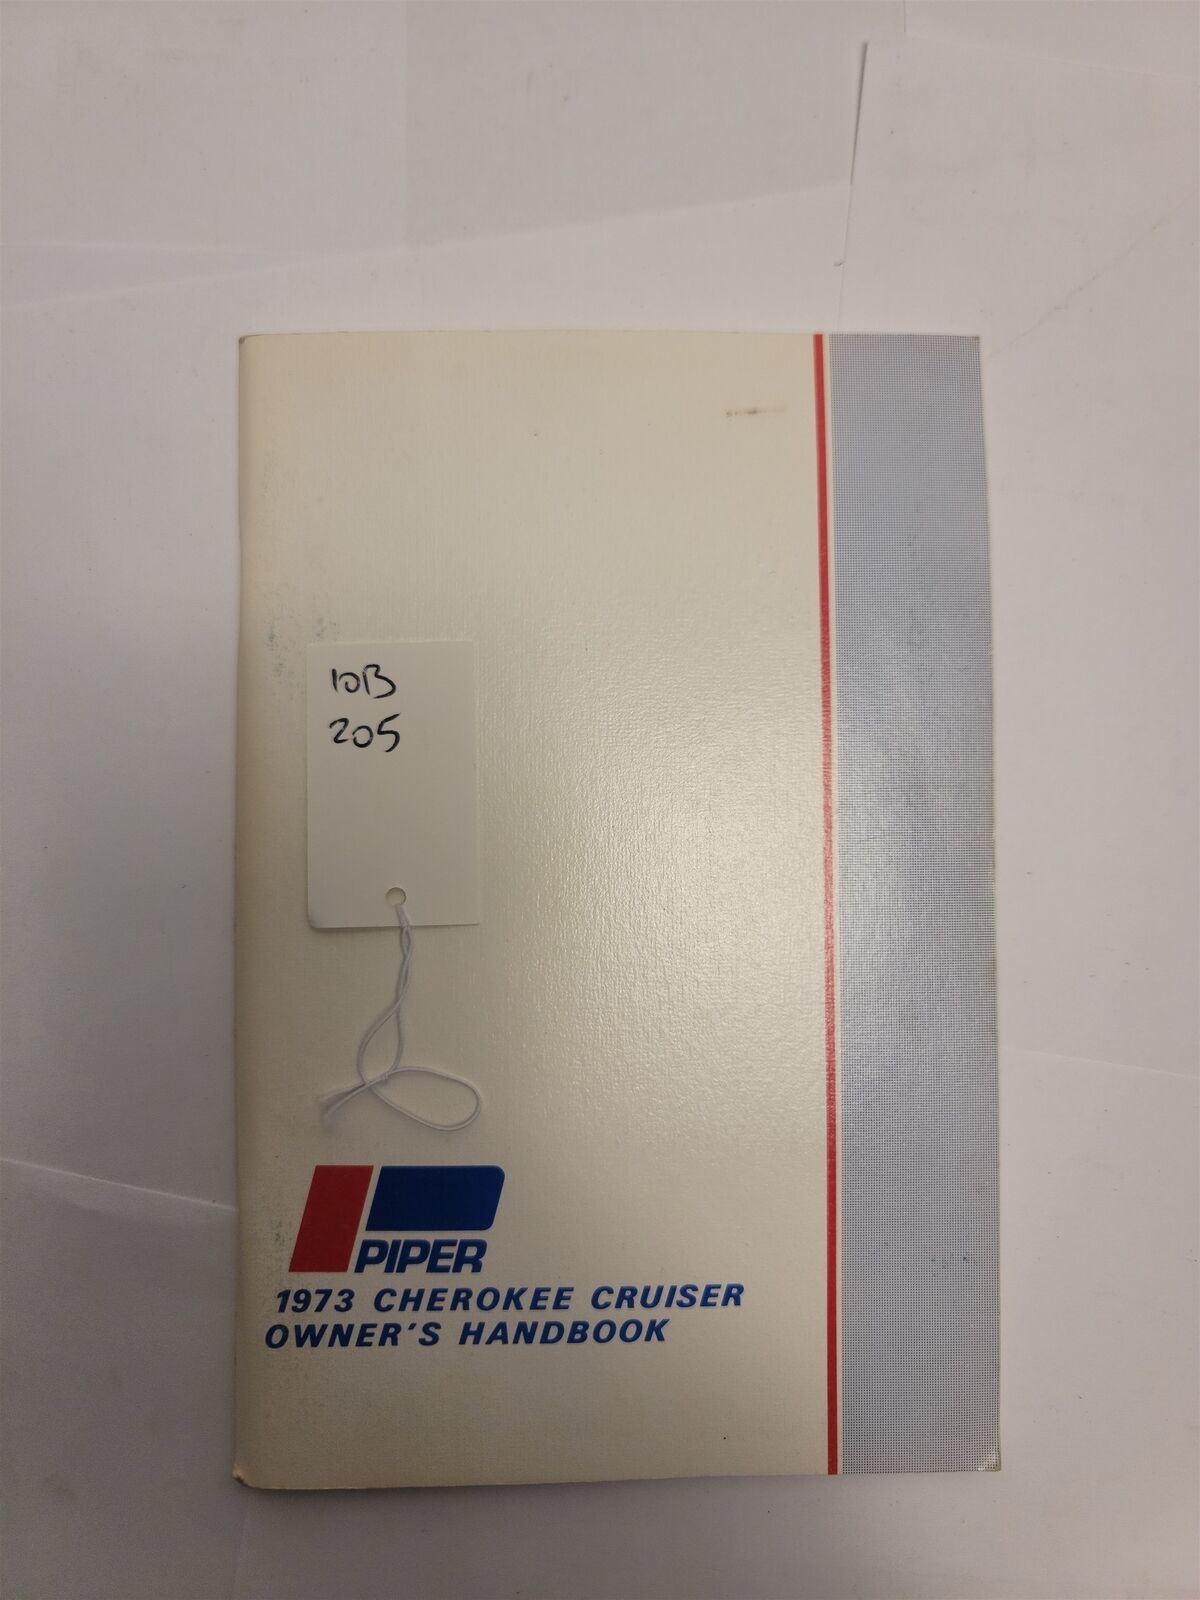 10B
205
PIPER
1973 CHEROKEE CRUISER
OWNER'S HANDBOOK